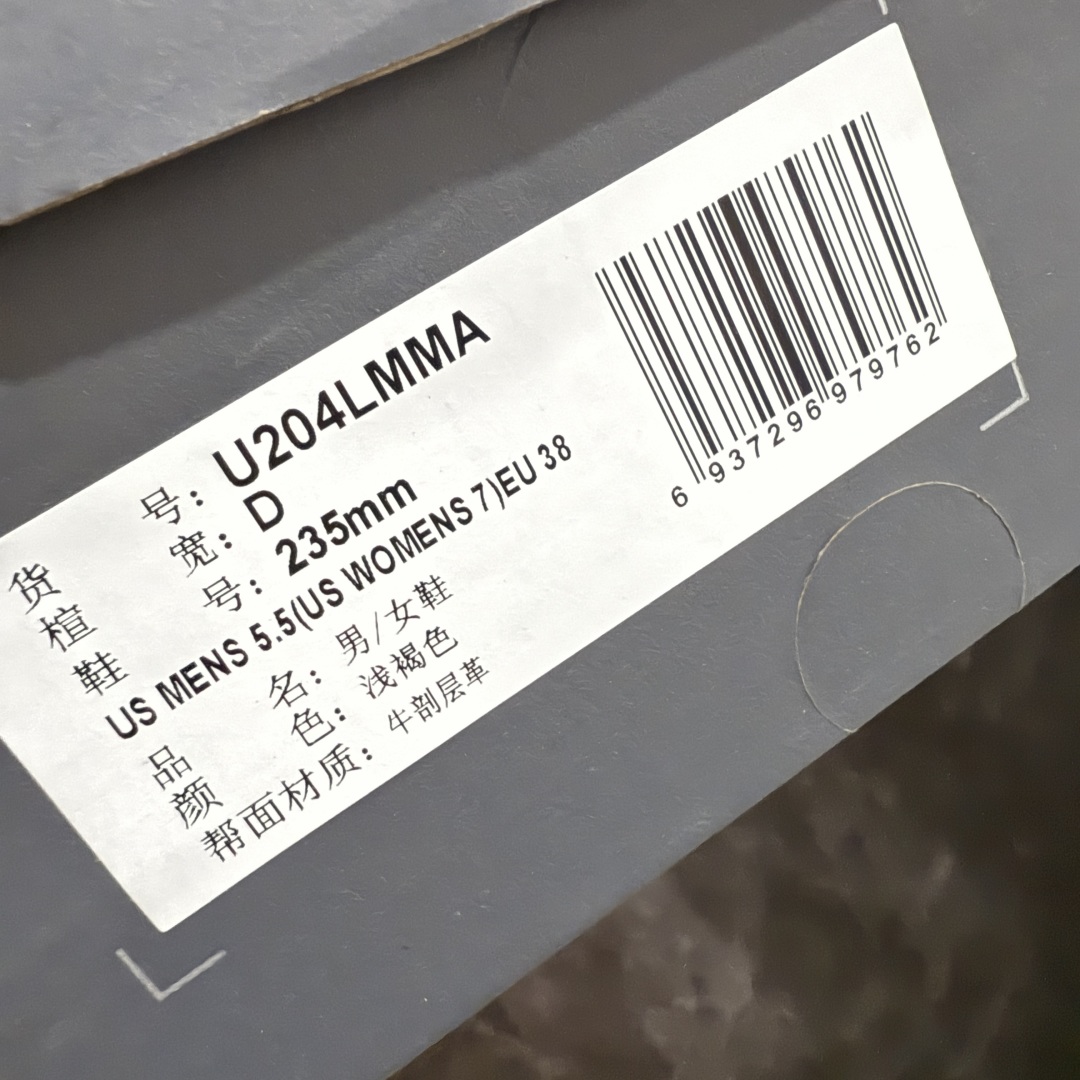 货号：U204LMMA
楦宽：D
鞋号：235mm
US MENS 5.5(US WOMENS 7)EU 38
品名：男/女鞋
颜色：浅褐色
帮面材质：牛剖层革
6 937296 979762